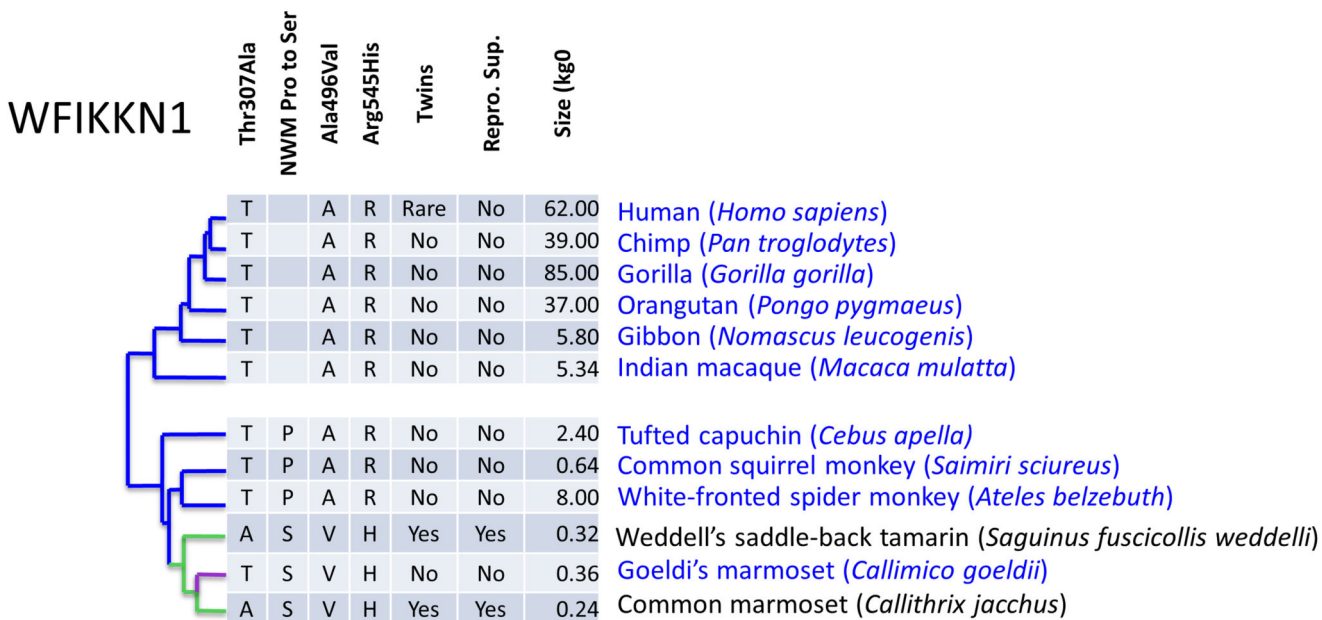 WFIKKN1
Thr307Ala NWM Pro to Ser Ala496Val Arg545His Twins Repro. Sup. Size (kg0
T A R Rare No 62.00 Human (Homo sapiens)
T A R No No 39.00 Chimp (Pan troglodytes)
T A R No No 85.00 Gorilla (Gorilla gorilla)
T A R No No 37.00 Orangutan (Pongo pygmaeus)
T A R No No 5.80 Gibbon (Nomascus leucogenis)
T A R No No 5.34 Indian macaque (Macaca mulatta)
T P A R No No 2.40 Tufted capuchin (Cebus apella)
T P A R No No 0.64 Common squirrel monkey (Saimiri sciureus)
T P A R No No 8.00 White-fronted spider monkey (Ateles belzebuth)
A S V H Yes Yes 0.32 Weddell’s saddle-back tamarin (Saguinus fuscicollis weddelli)
T S V H No No 0.36 Goeldi’s marmoset (Callimico goeldii)
A S V H Yes Yes 0.24 Common marmoset (Callithrix jacchus)